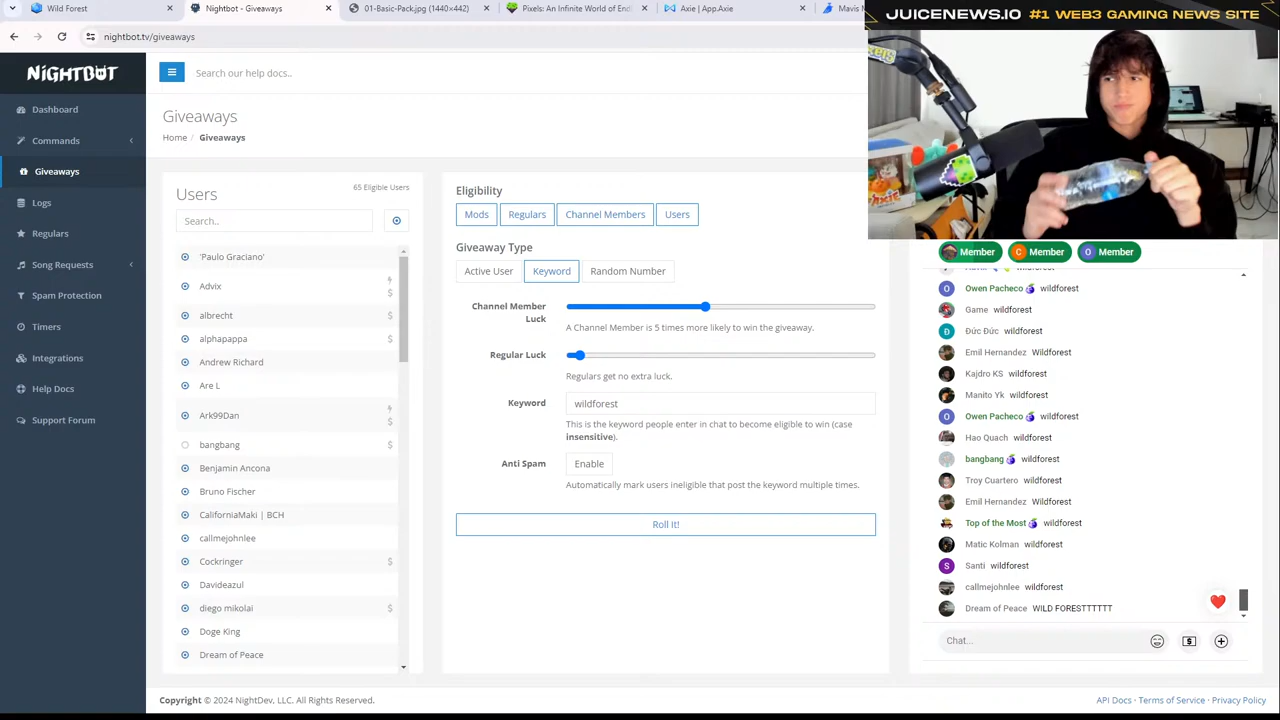 Wild Forest
Nightbot - Giveaways
01-Basic-Pack.jpg (1440×442)
Pixels: An Infinite World of End
Axie | App.Axie
Mavis M
JUICENEWS.IO #1 WEB3 GAMING NEWS SITE
nightbot.tv/giveaways
NiGHTBOT
Search our help docs..
Dashboard
Commands
Giveaways
Logs
Regulars
Song Requests
Spam Protection
Timers
Integrations
Help Docs
Support Forum
Giveaways
Home / Giveaways
Users
65 Eligible Users
Search..
'Paulo Graciano'
Advix
$
albrecht $
alphapappa $
Andrew Richard
Are L
Ark99Dan
$
bangbang $
Benjamin Ancona
Bruno Fischer
CaliforniaMaki | BCH
callmejohnlee
Cockringer $
Davideazul
diego mikolai $
Doge King
Dream of Peace
Eligibility
Mods Regulars Channel Members Users
Giveaway Type
Active User Keyword Random Number
Channel Member
Luck
A Channel Member is 5 times more likely to win the giveaway.
Regular Luck
Regulars get no extra luck.
Keyword wildforest
This is the keyword people enter in chat to become eligible to win (case
insensitive).
Anti Spam Enable
Automatically mark users ineligible that post the keyword multiple times.
Roll It!
Member C Member O Member
O Owen Pacheco wildforest
Game wildforest
Đ Đức Đức wildforest
Emil Hernandez Wildforest
Kajdro KS wildforest
Manito Yk wildforest
O Owen Pacheco wildforest
Hao Quach wildforest
bangbang wildforest
Troy Cuartero wildforest
Emil Hernandez Wildforest
Top of the Most wildforest
Matic Kolman wildforest
S Santi wildforest
callmejohnlee wildforest
Dream of Peace WILD FORESTTTTTT
Chat...
Copyright © 2024 NightDev, LLC. All Rights Reserved.
API Docs · Terms of Service · Privacy Policy